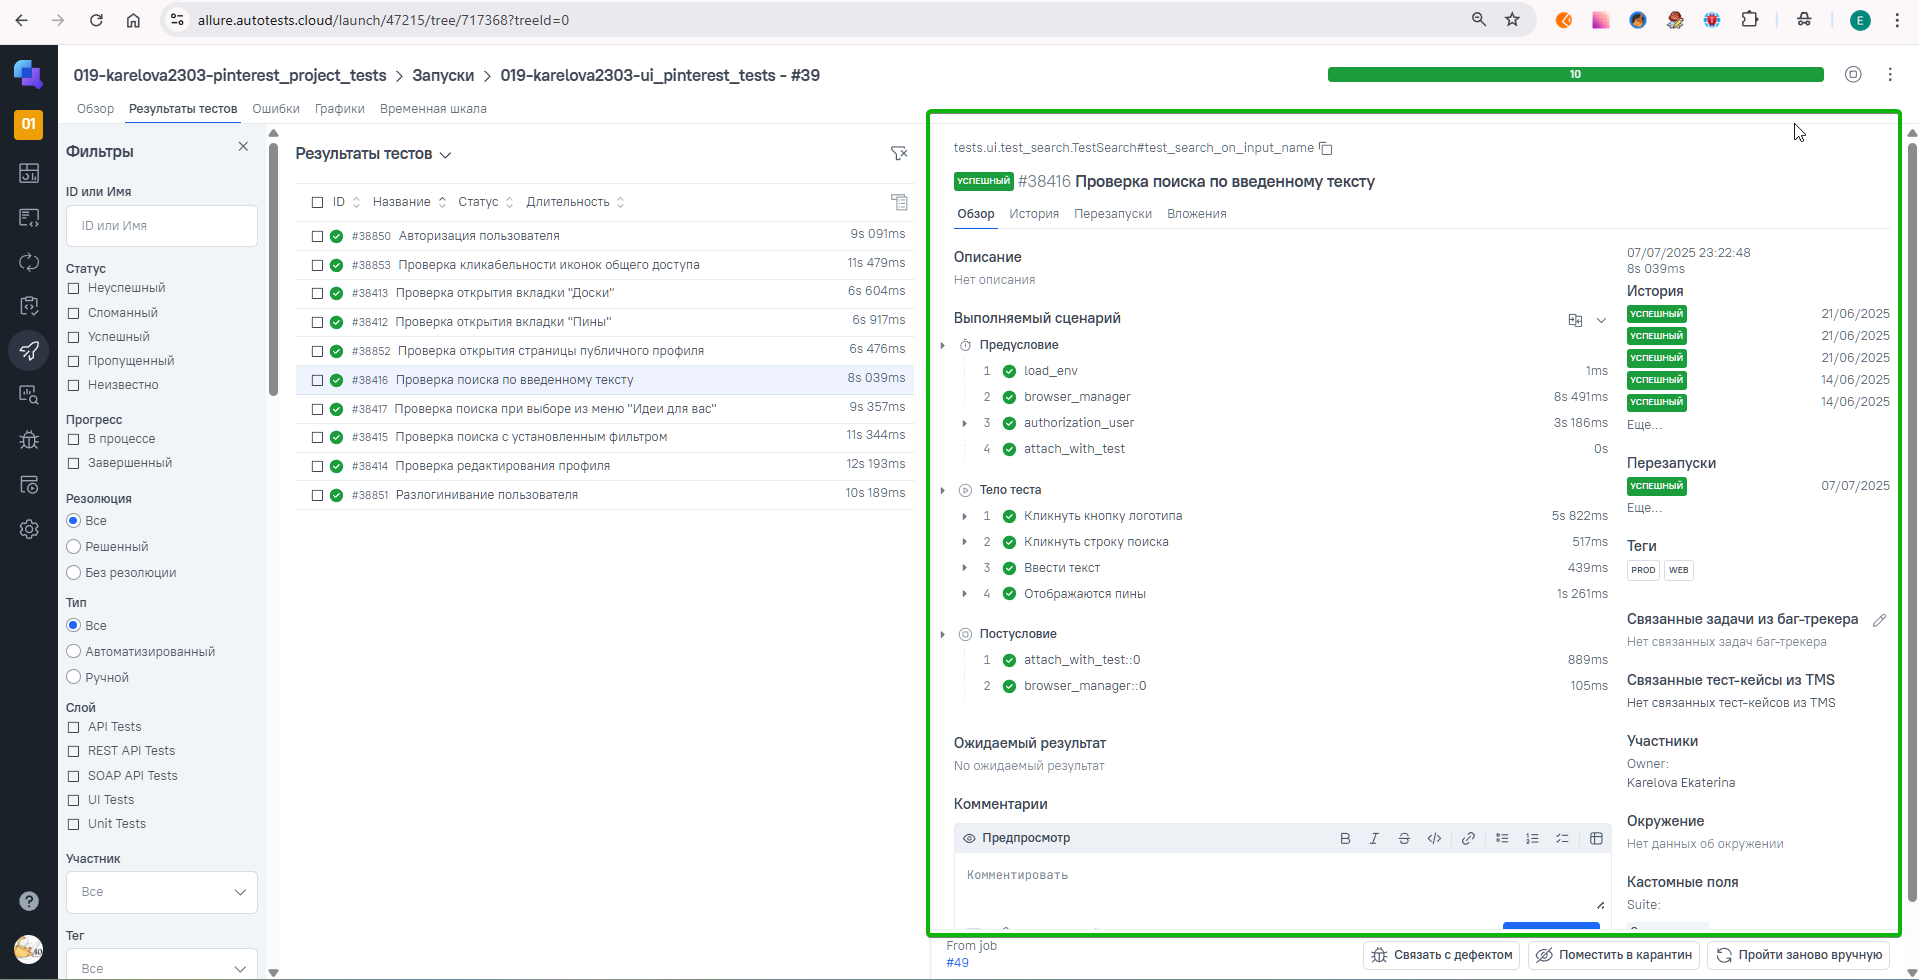 allure.autotests.cloud/launch/47215/tree/717368?treeId=0
E
019-karelova2303-pinterest_project_tests > Запуски > 019-karelova2303-ui_pinterest_tests - #39
10
01
Обзор Результаты тестов Ошибки Графики Временная шкала
Фильтры
ID или Имя
ID или Имя
Статус
Неуспешный
Сломанный
Успешный
Пропущенный
Неизвестно
Прогресс
В процессе
Завершенный
Резолюция
Все
Решенный
Без резолюции
Тип
Все
Автоматизированный
Ручной
Слой
API Tests
REST API Tests
SOAP API Tests
UI Tests
Unit Tests
Участник
Все
Тег
Все
Результаты тестов
ID Название Статус Длительность
#38850 Авторизация пользователя 9s 091ms
#38853 Проверка кликабельности иконок общего доступа 11s 479ms
#38413 Проверка открытия вкладки "Доски" 6s 604ms
#38412 Проверка открытия вкладки "Пины" 6s 917ms
#38852 Проверка открытия страницы публичного профиля 6s 476ms
#38416 Проверка поиска по введенному тексту 8s 039ms
#38417 Проверка поиска при выборе из меню "Идеи для вас" 9s 357ms
#38415 Проверка поиска с установленным фильтром 11s 344ms
#38414 Проверка редактирования профиля 12s 193ms
#38851 Разлогинивание пользователя 10s 189ms
tests.ui.test_search.TestSearch#test_search_on_input_name
УСПЕШНЫЙ #38416 Проверка поиска по введенному тексту
Обзор История Перезапуски Вложения
Описание
Нет описания
Выполняемый сценарий
Предусловие
1 load_env 1ms
2 browser_manager 8s 491ms
3 authorization_user 3s 186ms
4 attach_with_test 0s
Тело теста
1 Кликнуть кнопку логотипа 5s 822ms
2 Кликнуть строку поиска 517ms
3 Ввести текст 439ms
4 Отображаются пины 1s 261ms
Постусловие
1 attach_with_test::0 889ms
2 browser_manager::0 105ms
Ожидаемый результат
No ожидаемый результат
Комментарии
Предпросмотр
Комментировать
07/07/2025 23:22:48
8s 039ms
История
УСПЕШНЫЙ 21/06/2025
УСПЕШНЫЙ 21/06/2025
УСПЕШНЫЙ 21/06/2025
УСПЕШНЫЙ 14/06/2025
УСПЕШНЫЙ 14/06/2025
Еще...
Перезапуски
УСПЕШНЫЙ 07/07/2025
Еще...
Теги
PROD WEB
Связанные задачи из баг-трекера
Нет связанных задач баг-трекера
Связанные тест-кейсы из TMS
Нет связанных тест-кейсов из TMS
Участники
Owner:
Karelova Ekaterina
Окружение
Нет данных об окружении
Кастомные поля
Suite:
From job
#49
Связать с дефектом Поместить в карантин Пройти заново вручную